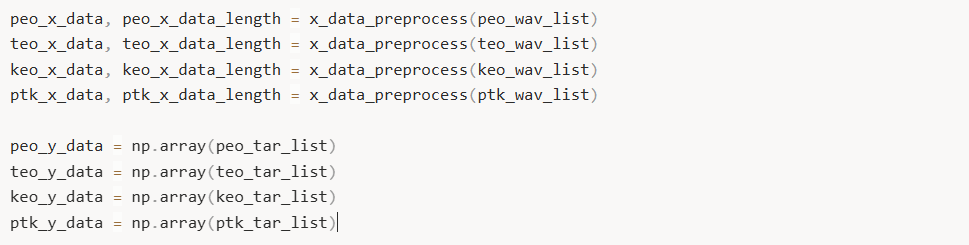 peo_x_data, peo_x_data_length = x_data_preprocess(peo_wav_list)
teo_x_data, teo_x_data_length = x_data_preprocess(teo_wav_list)
keo_x_data, keo_x_data_length = x_data_preprocess(keo_wav_list)
ptk_x_data, ptk_x_data_length = x_data_preprocess(ptk_wav_list)
peo_y_data = np.array(peo_tar_list)
teo_y_data = np.array(teo_tar_list)
keo_y_data = np.array(keo_tar_list)
ptk_y_data = np.array(ptk_tar_list)